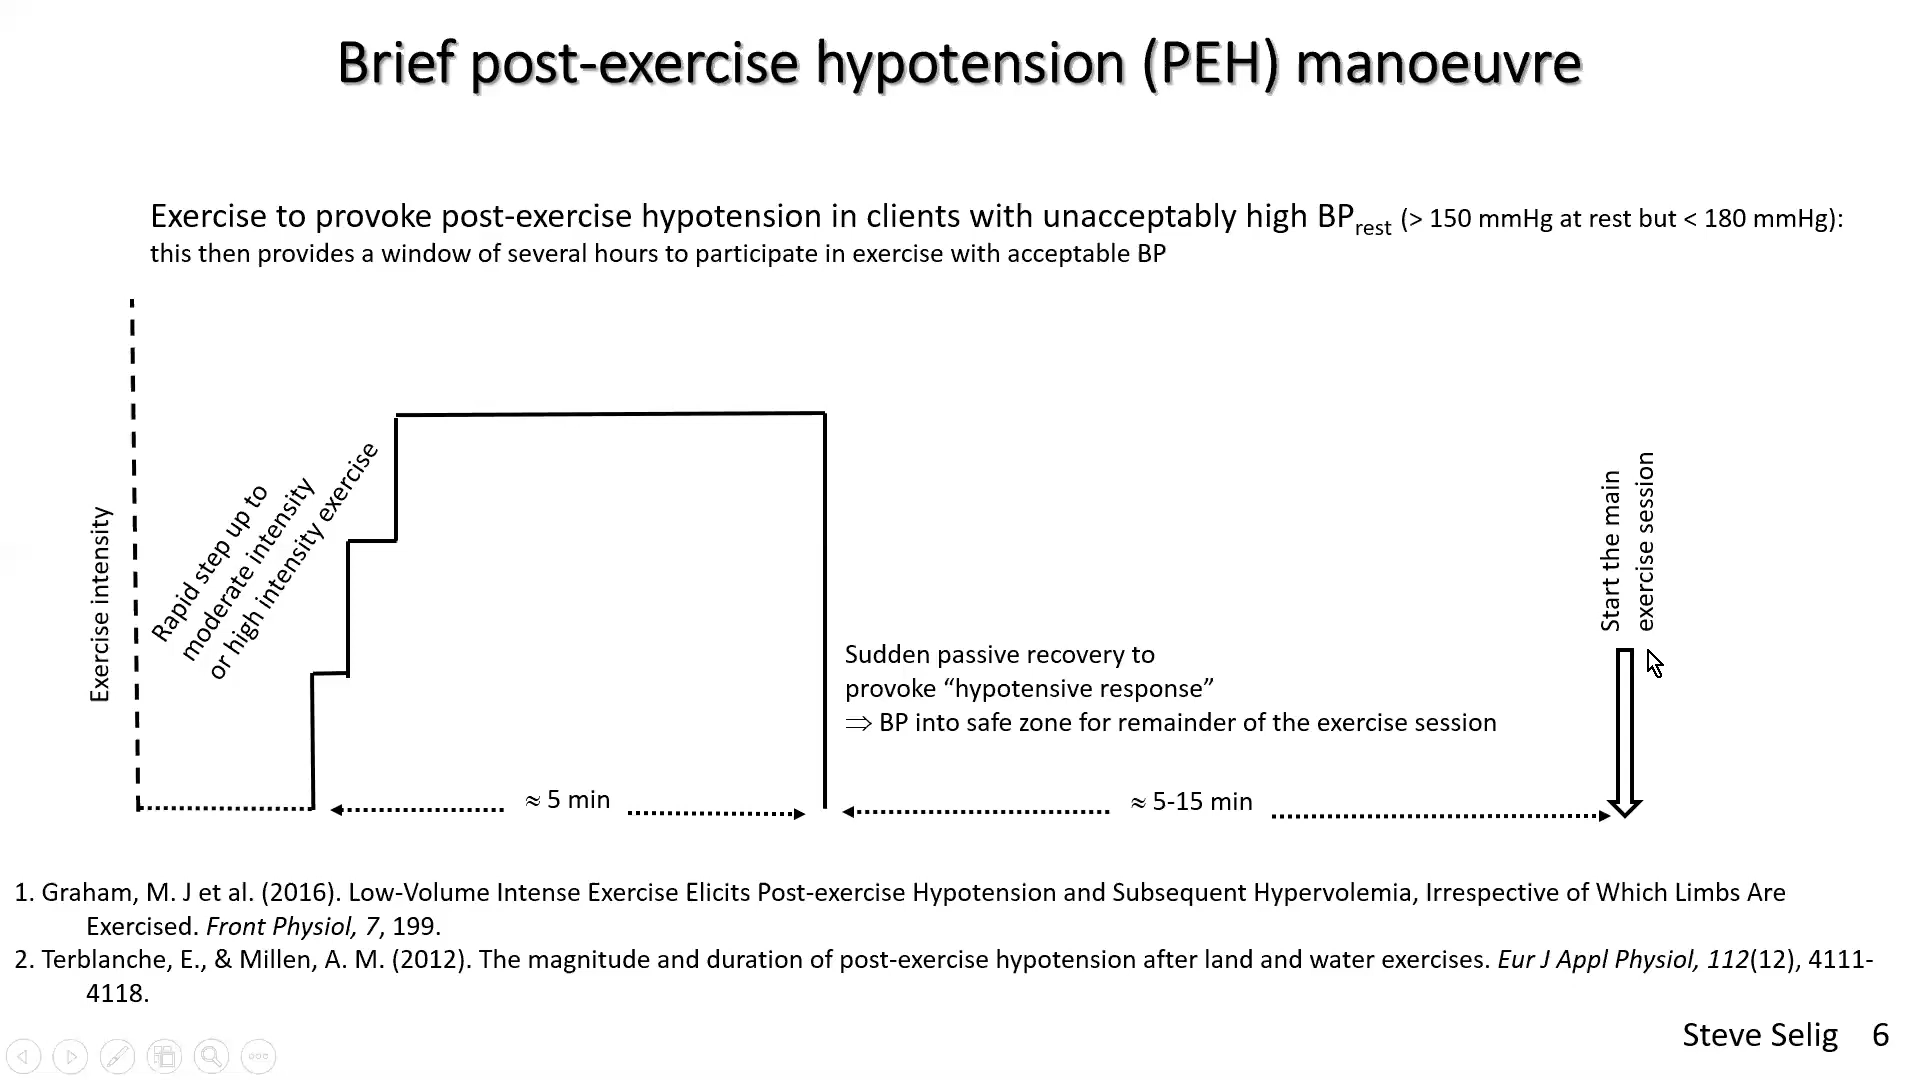 Brief post-exercise hypotension (PEH) manoeuvre
Exercise to provoke post-exercise hypotension in clients with unacceptably high BPrest (> 150 mmHg at rest but < 180 mmHg):
this then provides a window of several hours to participate in exercise with acceptable BP
Exercise intensity
Rapid step up to
moderate intensity
or high intensity exercise
Sudden passive recovery to
provoke “hypotensive response”
⇒ BP into safe zone for remainder of the exercise session
Start the main
exercise session
≈ 5 min
≈ 5-15 min
1. Graham, M. J et al. (2016). Low-Volume Intense Exercise Elicits Post-exercise Hypotension and Subsequent Hypervolemia, Irrespective of Which Limbs Are
Exercised. Front Physiol, 7, 199.
2. Terblanche, E., & Millen, A. M. (2012). The magnitude and duration of post-exercise hypotension after land and water exercises. Eur J Appl Physiol, 112(12), 4111-
4118.
Steve Selig 6